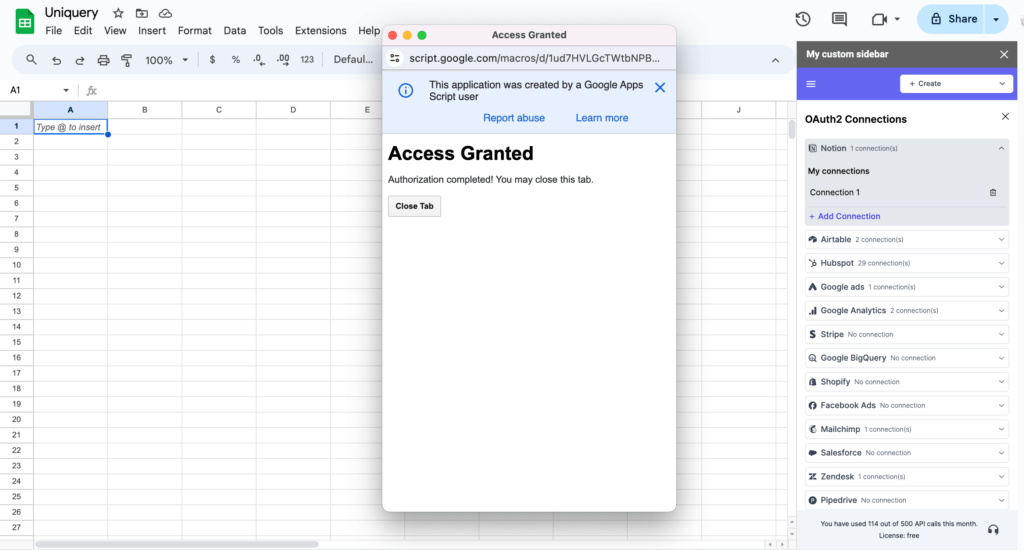 Uniquery
File Edit View Insert Format Data Tools Extensions Help
Share
100% $ % .0 .00 123 Defaul...
A1 fx
A B C D E J
1 Type @ to insert
2
3
4
5
6
7
8
9
10
11
12
13
14
15
16
17
18
19
20
21
22
23
24
25
26
27
Access Granted
script.google.com/macros/d/1ud7HVLGcTWtbNPB...
This application was created by a Google Apps
Script user
Report abuse Learn more
Access Granted
Authorization completed! You may close this tab.
Close Tab
My custom sidebar
+ Create
OAuth2 Connections
Notion 1 connection(s)
My connections
Connection 1
+ Add Connection
Airtable 2 connection(s)
Hubspot 29 connection(s)
Google ads 1 connection(s)
Google Analytics 2 connection(s)
Stripe No connection
Google BigQuery No connection
Shopify No connection
Facebook Ads No connection
Mailchimp 1 connection(s)
Salesforce No connection
Zendesk 1 connection(s)
Pipedrive No connection
You have used 114 out of 500 API calls this month.
License: free